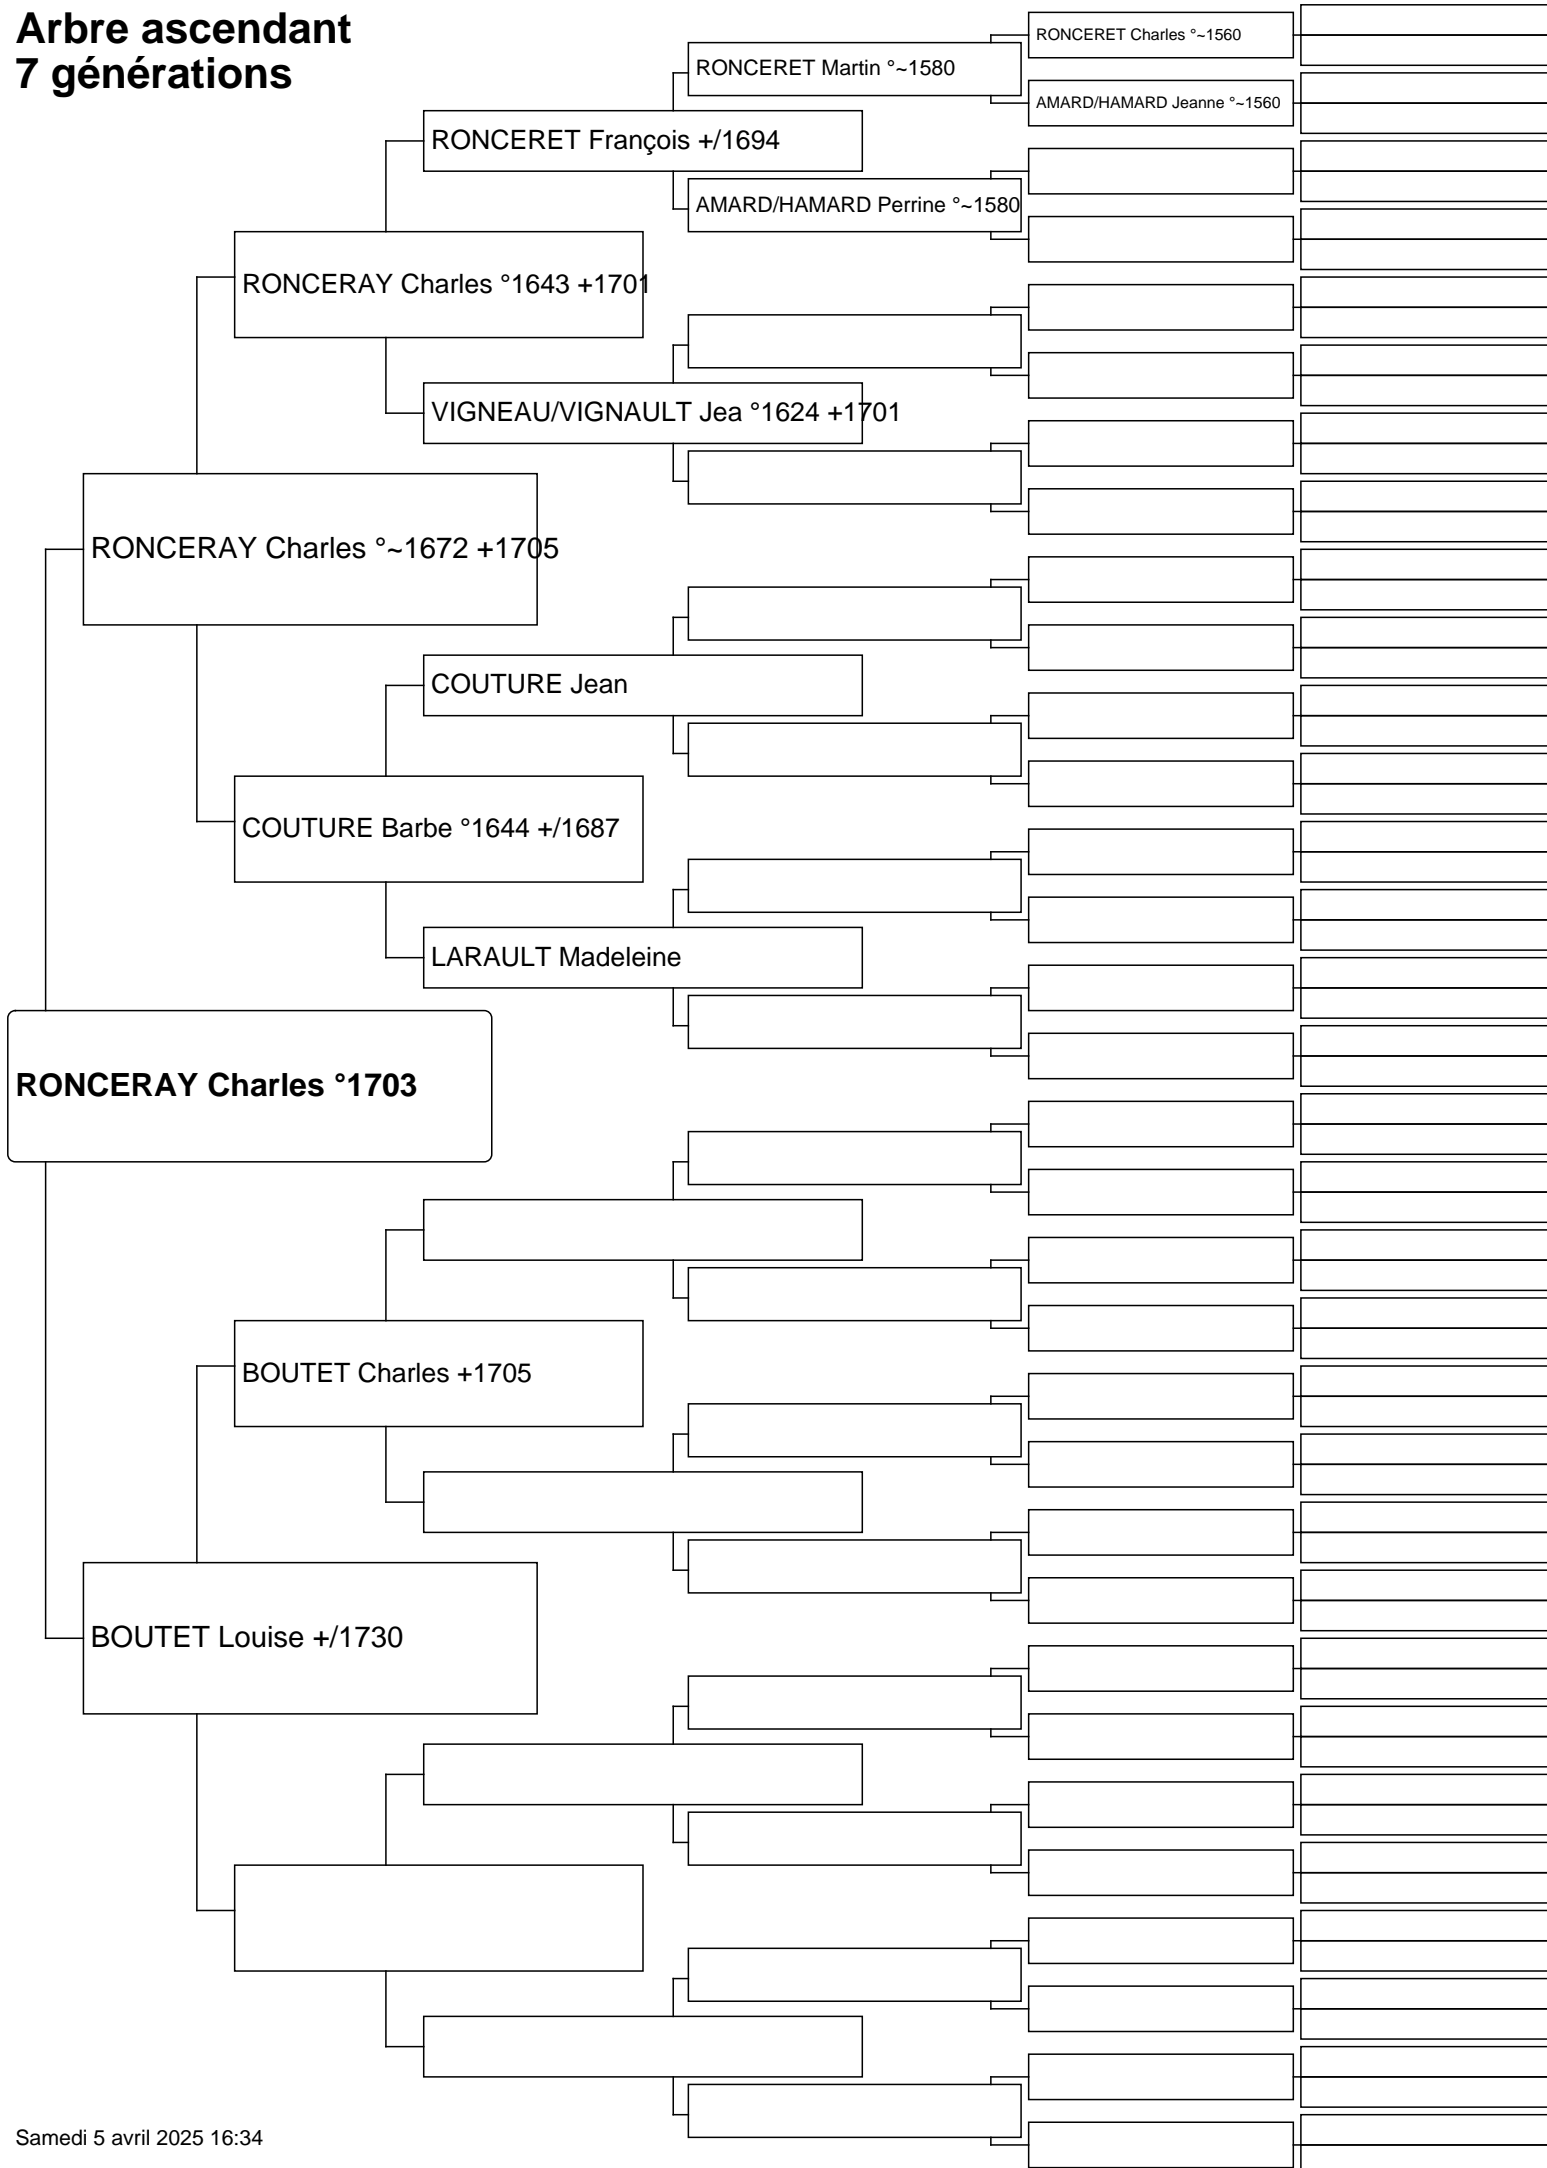 Arbre ascendant
7 générations
RONCERET Charles °~1560
RONCERET Martin °~1580
AMARD/HAMARD Jeanne °~1560
RONCERET François +/1694
AMARD/HAMARD Perrine °~1580
RONCERAY Charles °1643 +1701
VIGNEAU/VIGNAULT Jea °1624 +1701
RONCERAY Charles °~1672 +1705
COUTURE Jean
COUTURE Barbe °1644 +/1687
LARAULT Madeleine
RONCERAY Charles °1703
BOUTET Charles +1705
BOUTET Louise +/1730
Samedi 5 avril 2025 16:34